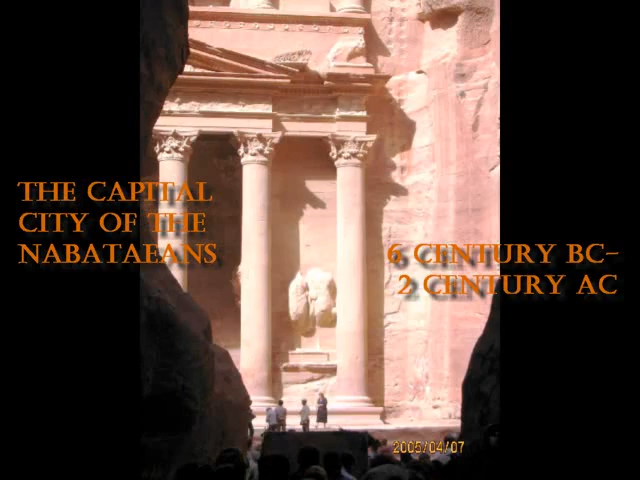 THE CAPITAL
CITY OF THE
NABATAEANS
6 CENTURY BC-
2 CENTURY AC
2005/04/07